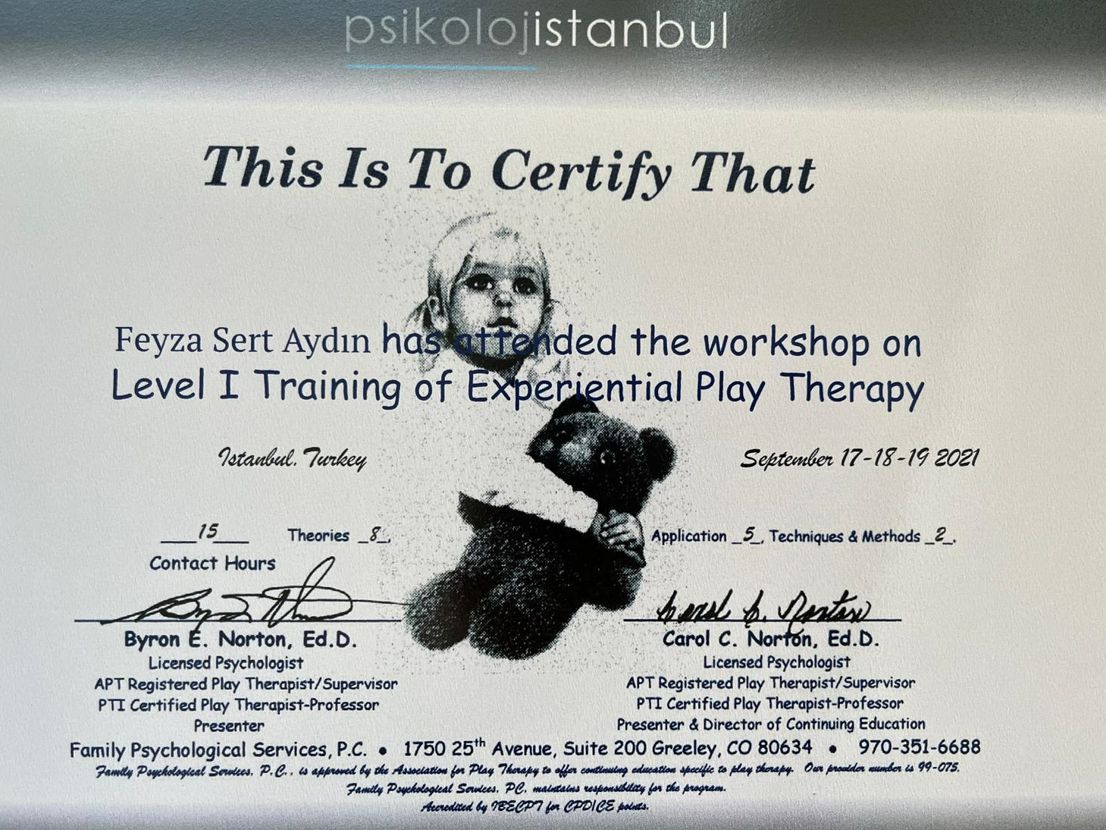 psikolojistanbul
This Is To Certify That
Feyza Sert Aydın has attended the workshop on
Level I Training of Experiential Play Therapy
Istanbul, Turkey September 17-18-19 2021
15 Theories 8, Application 5, Techniques & Methods 2.
Contact Hours
Byron E. Norton, Ed.D. Carol C. Norton, Ed.D.
Licensed Psychologist Licensed Psychologist
APT Registered Play Therapist/Supervisor APT Registered Play Therapist/Supervisor
PTI Certified Play Therapist-Professor PTI Certified Play Therapist-Professor
Presenter Presenter & Director of Continuing Education
Family Psychological Services, P.C. • 1750 25th Avenue, Suite 200 Greeley, CO 80634 • 970-351-6688
Family Psychological Services, P.C., is approved by the Association for Play Therapy to offer continuing education specific to play therapy. Our provider number is 99-075.
Family Psychological Services, PC, maintains responsibility for the program.
Accredited by IBECPT for CPD/CE points.